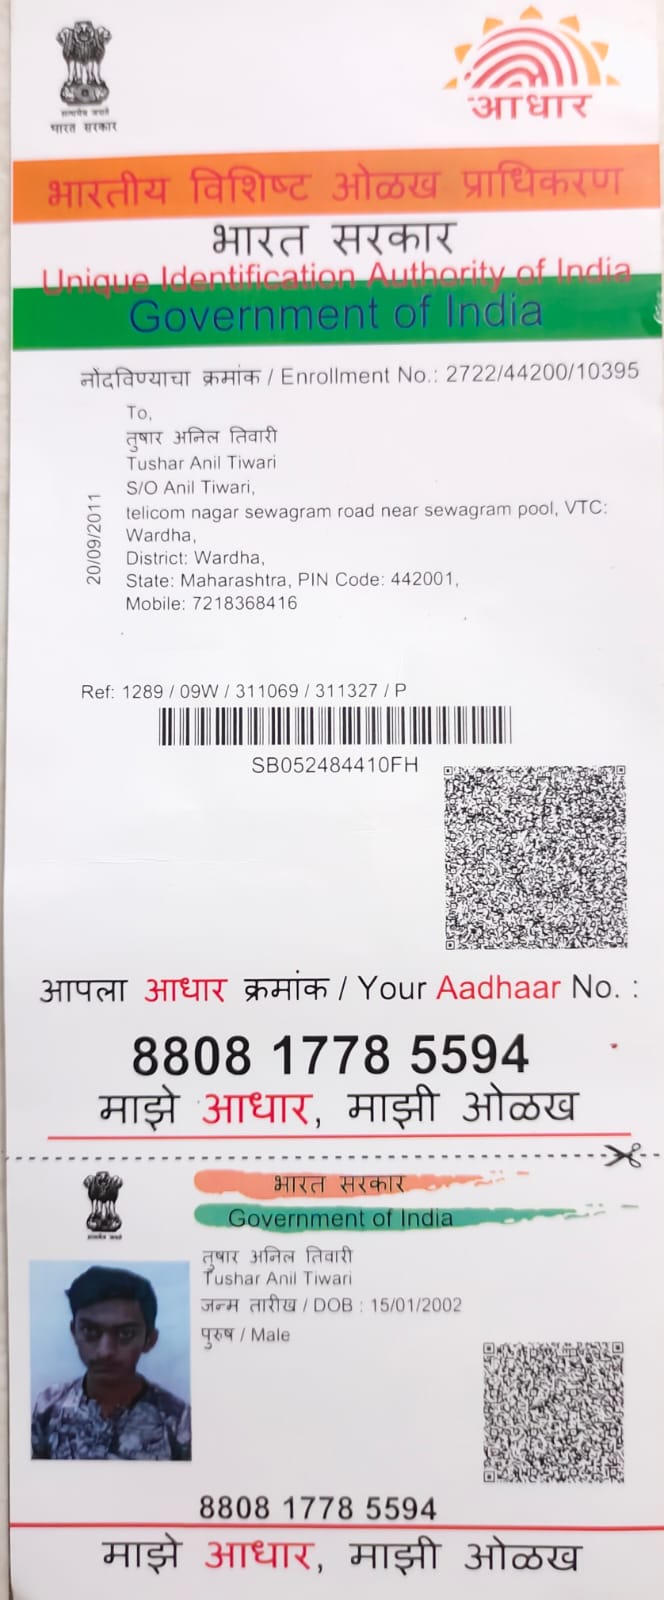 सत्यमेव जयते
भारत सरकार
आधार
भारतीय विशिष्ट ओळख प्राधिकरण
भारत सरकार
Unique Identification Authority of India
Government of India
नोंदविण्याचा क्रमांक / Enrollment No.: 2722/44200/10395
To,
तुषार अनिल तिवारी
Tushar Anil Tiwari
S/O Anil Tiwari,
telicom nagar sewagram road near sewagram pool, VTC:
Wardha,
District: Wardha,
State: Maharashtra, PIN Code: 442001,
Mobile: 7218368416
20/09/2011
Ref: 1289 / 09W / 311069 / 311327 / P
SB052484410FH
आपला आधार क्रमांक / Your Aadhaar No. :
8808 1778 5594
माझे आधार, माझी ओळख
भारत सरकार
Government of India
तुषार अनिल तिवारी
Tushar Anil Tiwari
जन्म तारीख / DOB : 15/01/2002
पुरुष / Male
8808 1778 5594
माझे आधार, माझी ओळख